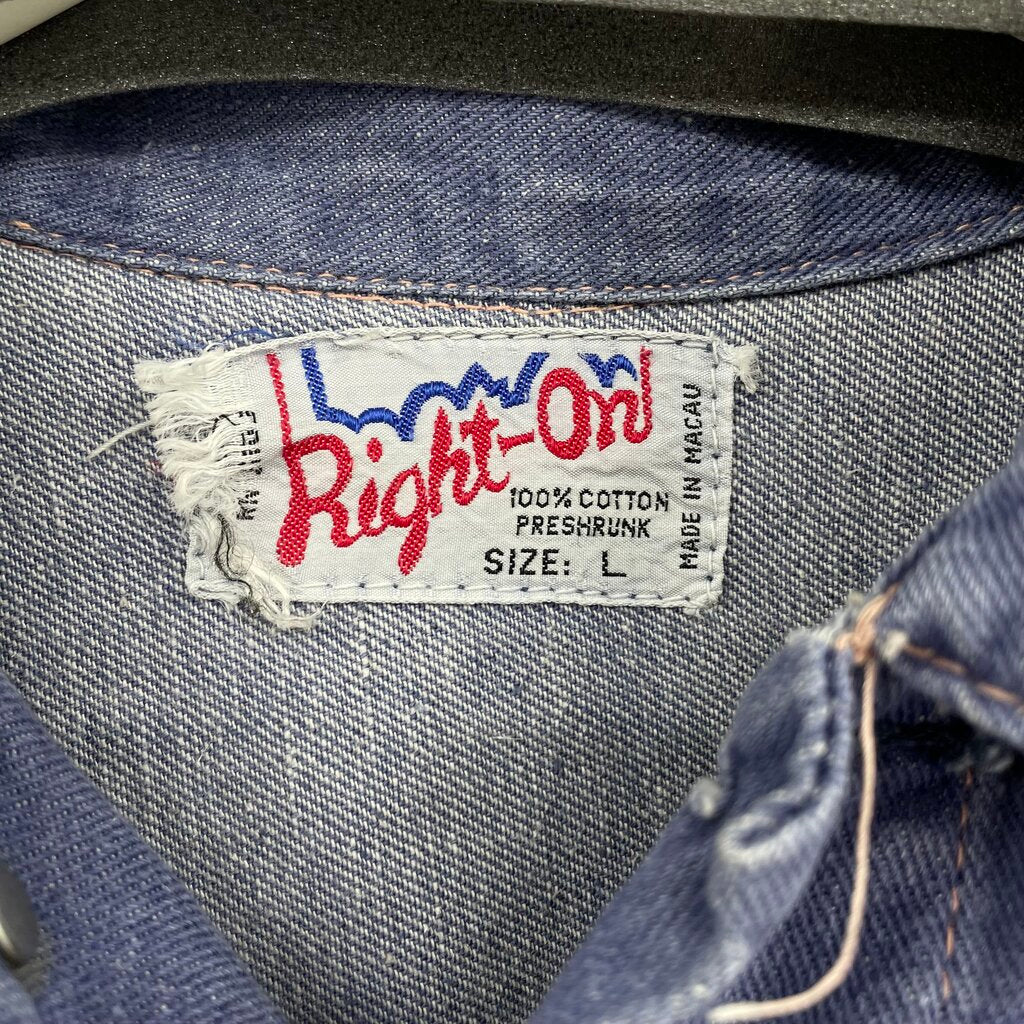 Right-On
100% COTTON
PRESHRUNK
SIZE: L
MADE IN MACAU